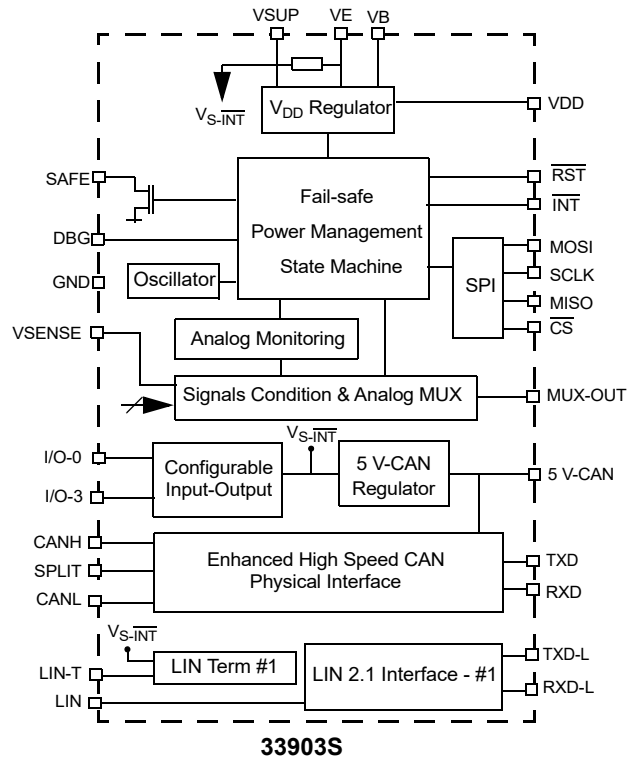 VSUP VE VB
VS-INT
VDD Regulator
VDD
SAFE
Fail-safe
Power Management
State Machine
RST
INT
DBG
GND
Oscillator
SPI
MOSI
SCLK
MISO
CS
VSENSE
Analog Monitoring
Signals Condition & Analog MUX
MUX-OUT
VS-INT
I/O-0
I/O-3
Configurable
Input-Output
5 V-CAN
Regulator
5 V-CAN
CANH
SPLIT
CANL
Enhanced High Speed CAN
Physical Interface
TXD
RXD
VS-INT
LIN-T
LIN
LIN Term #1
LIN 2.1 Interface - #1
TXD-L
RXD-L
33903S